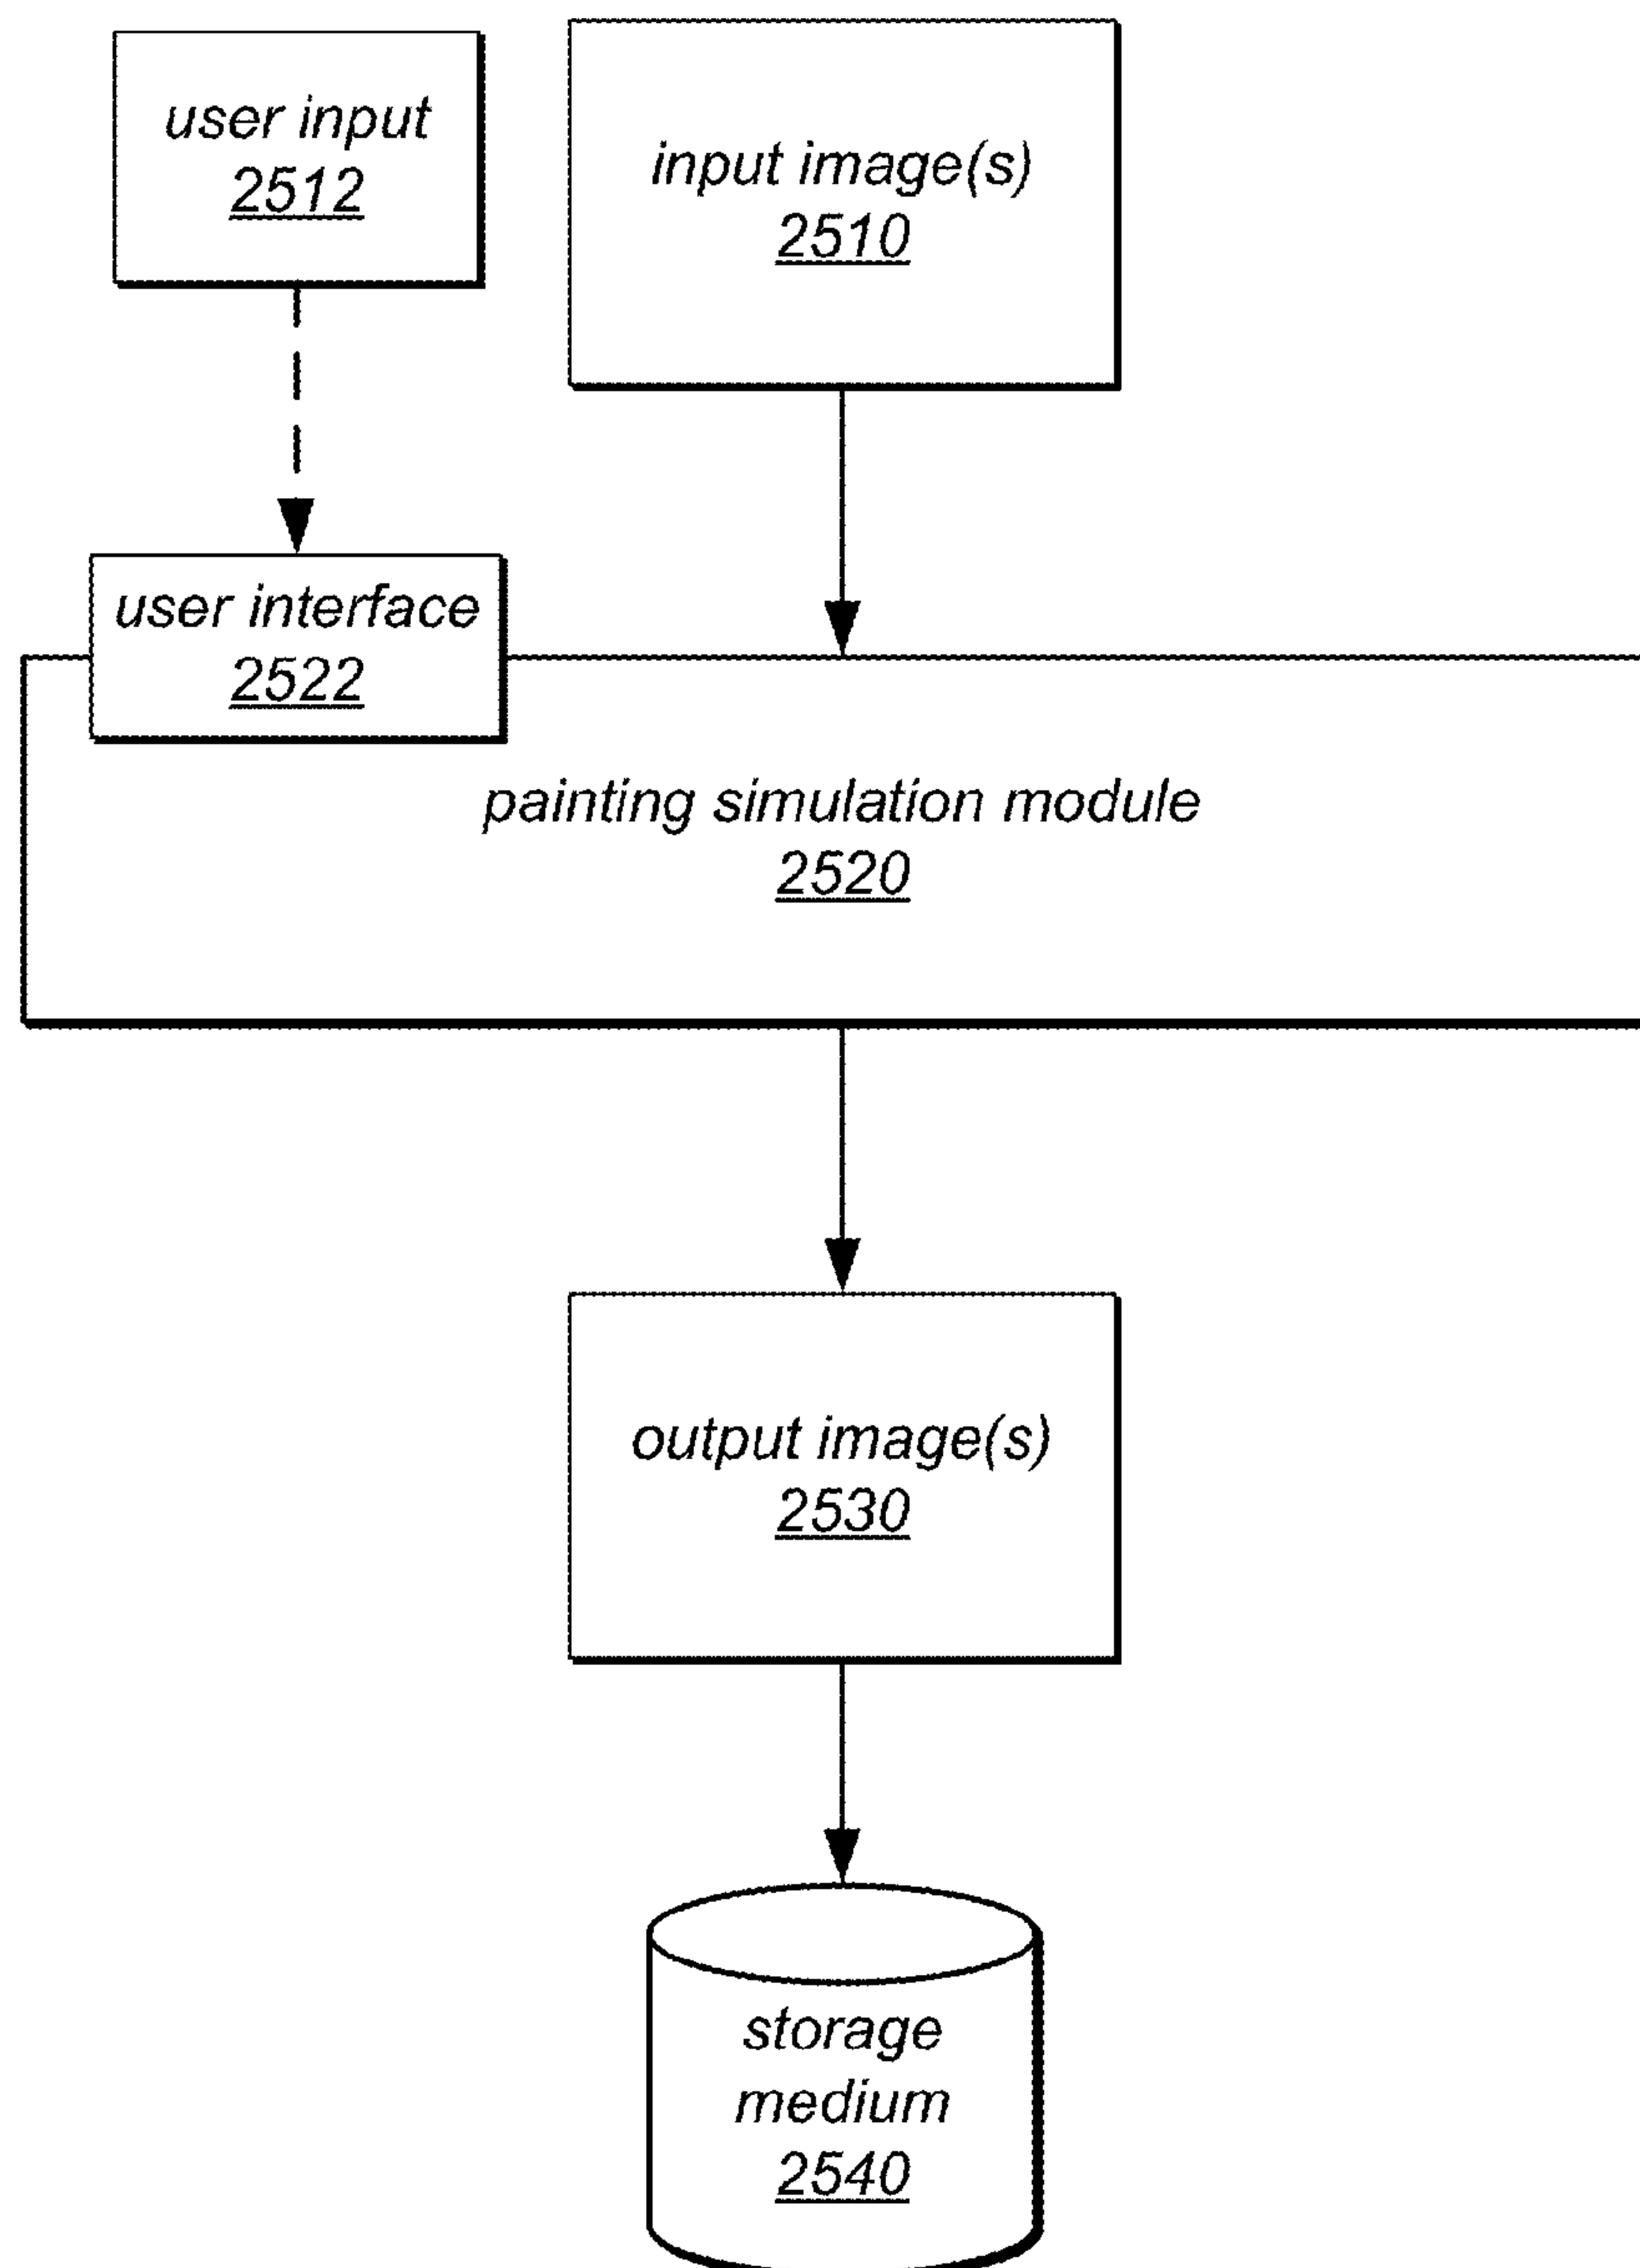 user input
2512
input image(s)
2510
user interface
2522
painting simulation module
2520
output image(s)
2530
storage
medium
2540